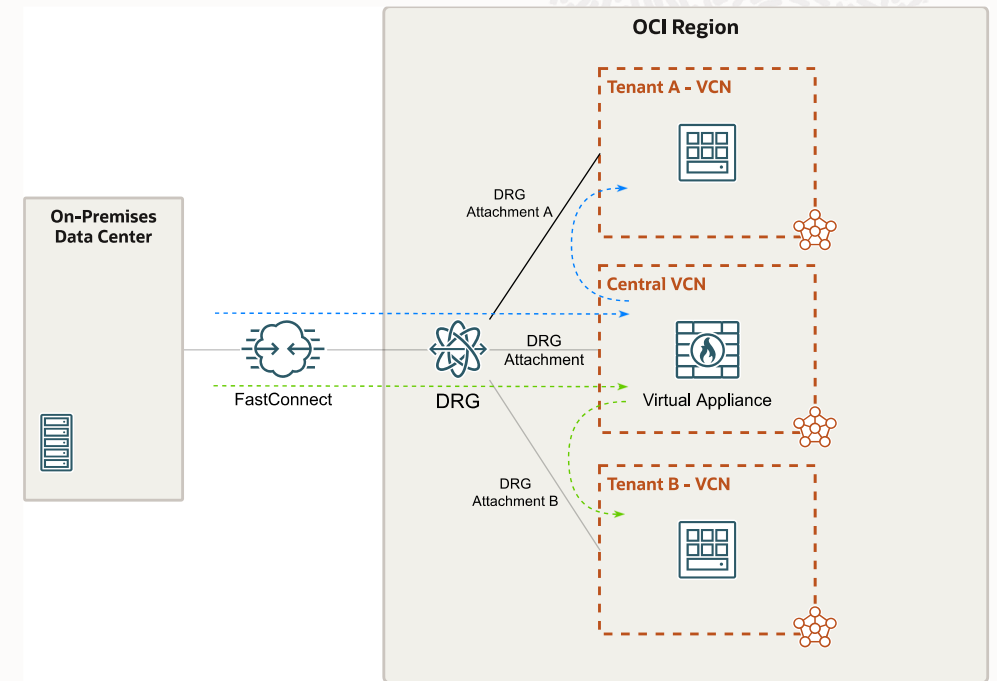 OCI Region
Tenant A - VCN
DRG
Attachment A
On-Premises
Data Center
Central VCN
DRG
Attachment
FastConnect
DRG
Virtual Appliance
Tenant B - VCN
DRG
Attachment B